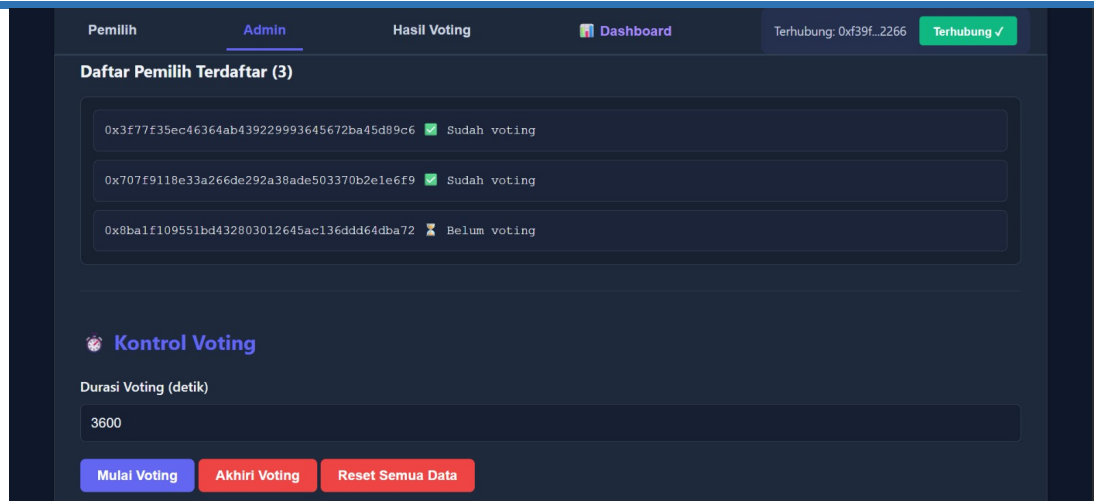 Pemilih Admin Hasil Voting 📊 Dashboard Terhubung: 0xf39f...2266 Terhubung ✓
Daftar Pemilih Terdaftar (3)
0x3f77f35ec46364ab439229993645672ba45d89c6 ✅ Sudah voting
0x707f9118e33a266de292a38ade503370b2e1e6f9 ✅ Sudah voting
0x8ba1f109551bd432803012645ac136ddd64dba72 ⏳ Belum voting
⏰ Kontrol Voting
Durasi Voting (detik)
3600
Mulai Voting Akhiri Voting Reset Semua Data